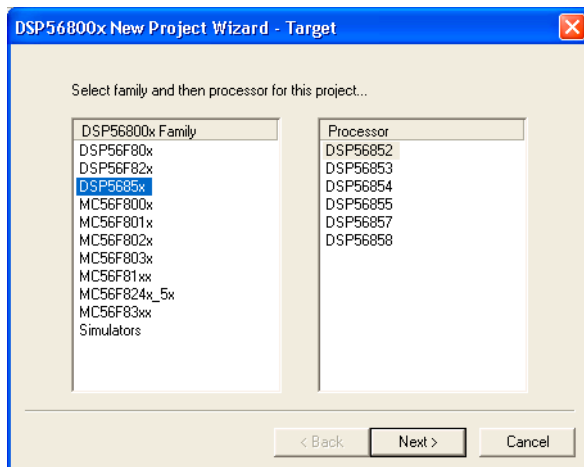 DSP56800x New Project Wizard - Target
Select family and then processor for this project...
DSP56800x Family
DSP56F80x
DSP56F82x
DSP5685x
MC56F800x
MC56F801x
MC56F802x
MC56F803x
MC56F81xx
MC56F824x_5x
MC56F83xx
Simulators
Processor
DSP56852
DSP56853
DSP56854
DSP56855
DSP56857
DSP56858
< Back
Next >
Cancel